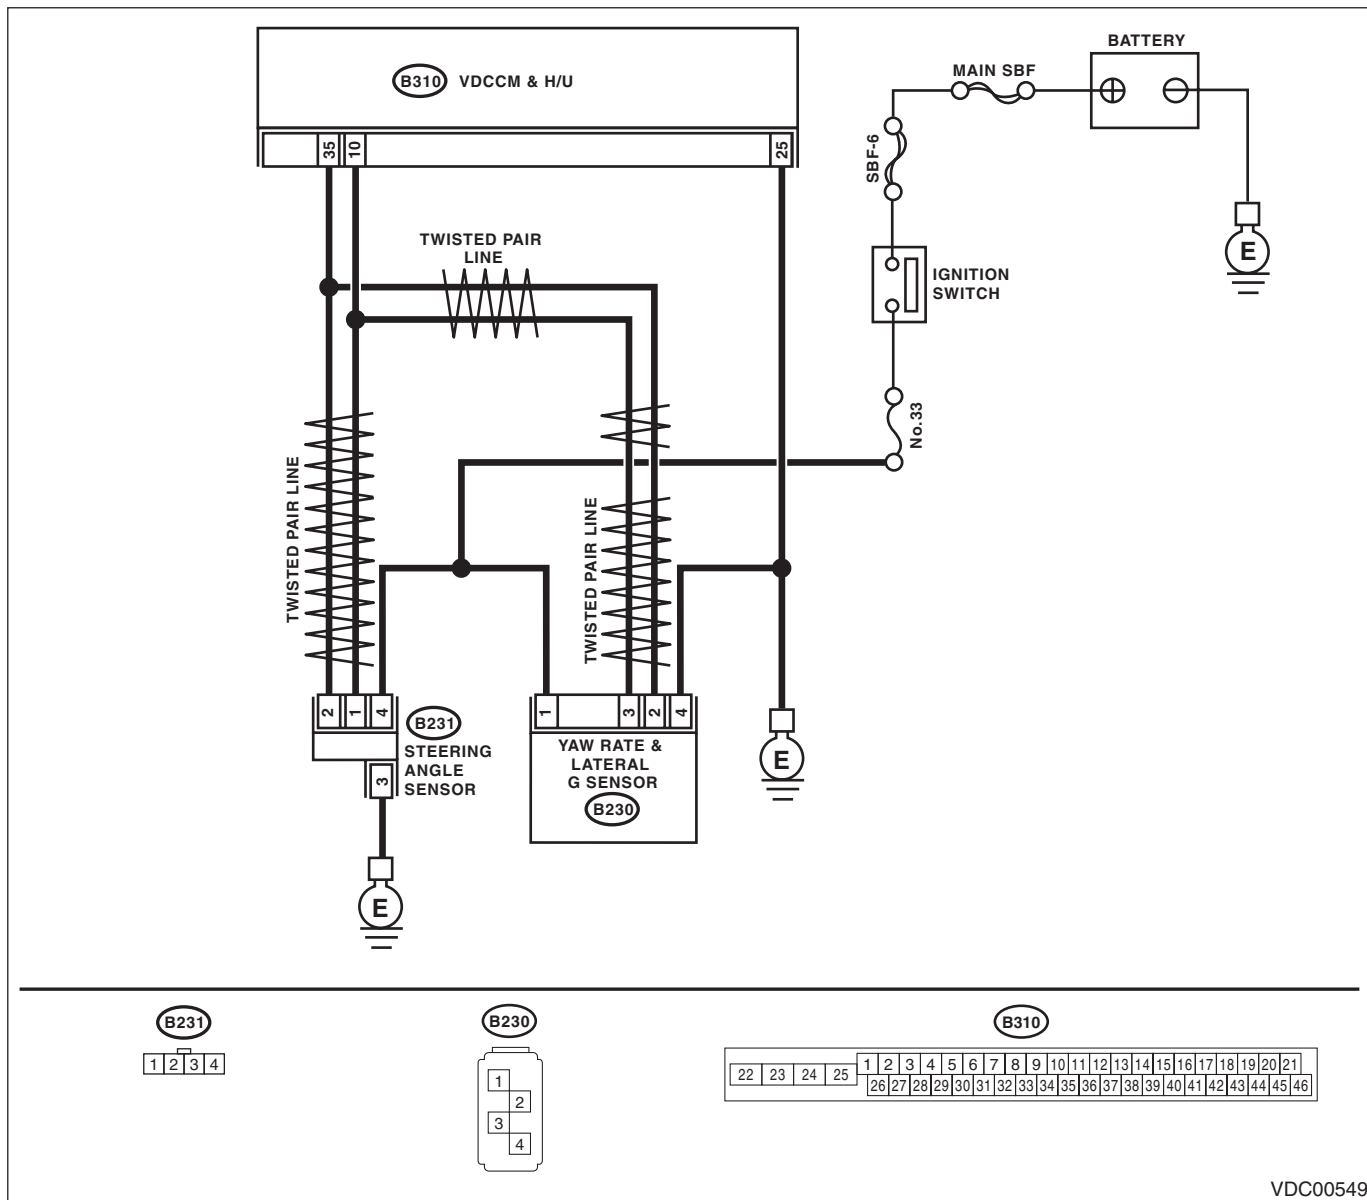 BATTERY
MAIN SBF
B310 VDCCM & H/U
35 10 25
SBF-6
TWISTED PAIR
LINE
E
IGNITION
SWITCH
No.33
TWISTED PAIR LINE
TWISTED PAIR LINE
2 1 4
B231
STEERING
ANGLE
SENSOR
3
E
1 3 2 4
YAW RATE &
LATERAL
G SENSOR
B230
E
B231
1 2 3 4
B230
1
2
3
4
B310
22 23 24 25
1 2 3 4 5 6 7 8 9 10 11 12 13 14 15 16 17 18 19 20 21
26 27 28 29 30 31 32 33 34 35 36 37 38 39 40 41 42 43 44 45 46
VDC00549